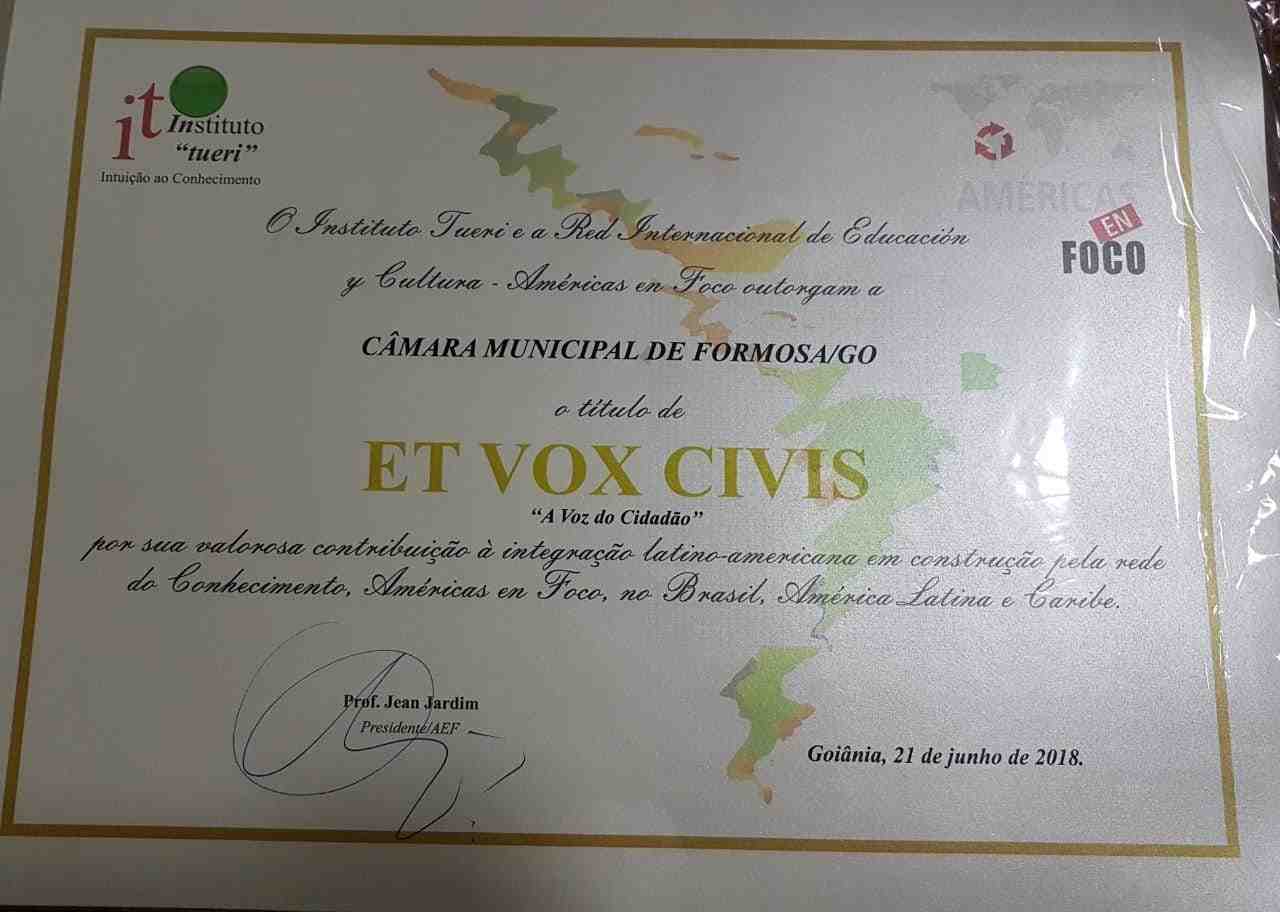 it
Instituto
“tueri”
Intuição ao Conhecimento
AMÉRICAS
EN
FOCO
O Instituto Tueri e a Red Internacional de Educación
y Cultura - Américas en Foco outorgam a
CÂMARA MUNICIPAL DE FORMOSA/GO
o título de
ET VOX CIVIS
“A Voz do Cidadão”
por sua valorosa contribuição à integração latino-americana em construção pela rede
do Conhecimento, Américas en Foco, no Brasil, América Latina e Caribe.
Prof. Jean Jardim
Presidente/AEF
Goiânia, 21 de junho de 2018.